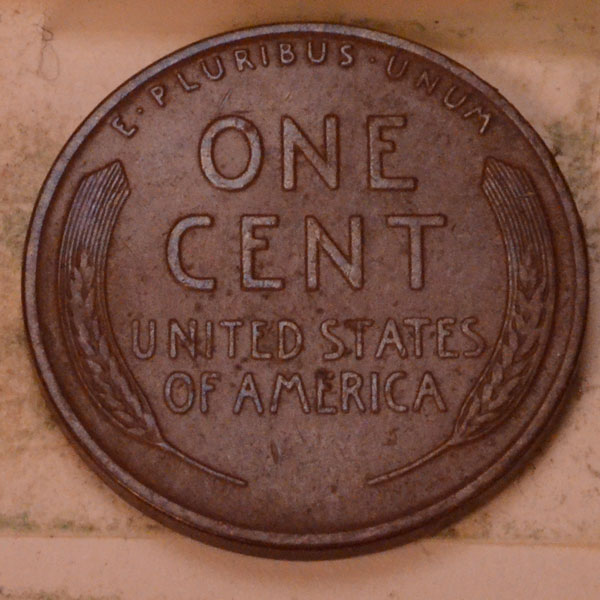 E·PLURIBUS·UNUM
ONE
CENT
UNITED STATES
OF AMERICA